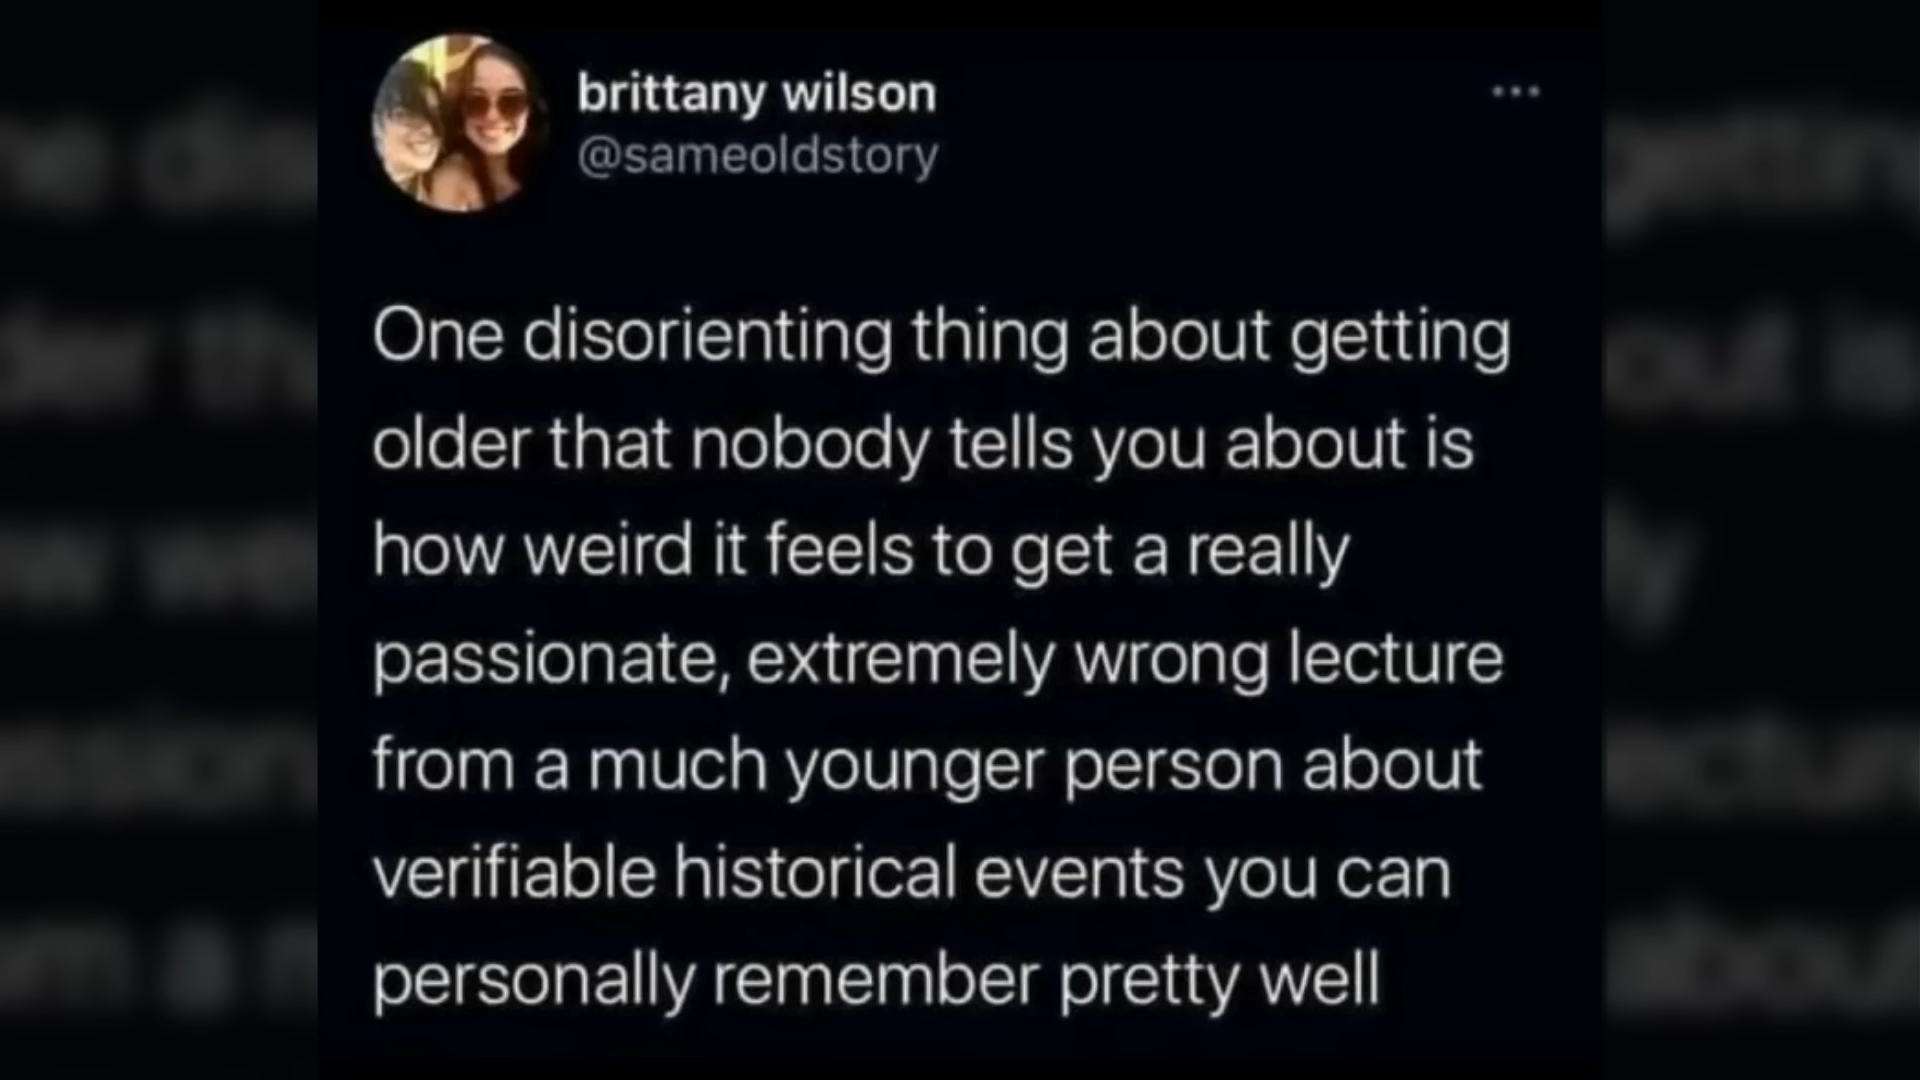 brittany wilson
@sameoldstory
One disorienting thing about getting
older that nobody tells you about is
how weird it feels to get a really
passionate, extremely wrong lecture
from a much younger person about
verifiable historical events you can
personally remember pretty well